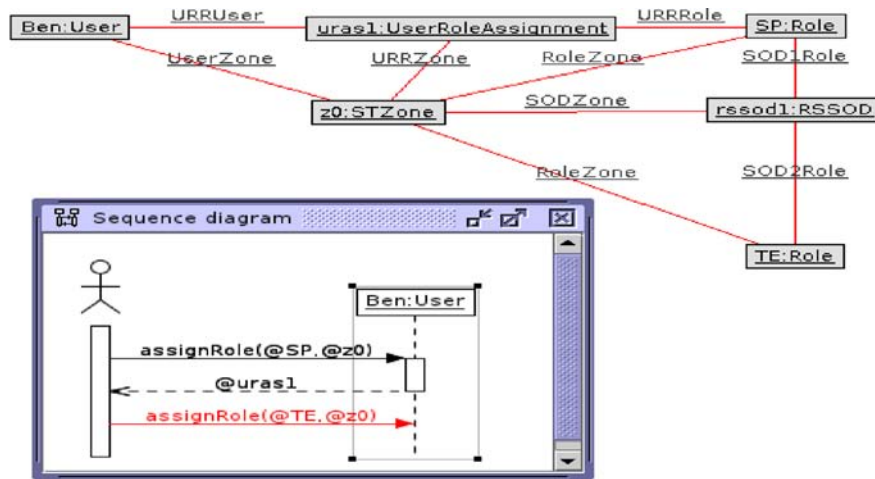 Ben:User
URRUser
uras1:UserRoleAssignment
URRRole
SP:Role
UserZone
URRZone
RoleZone
SOD1Role
z0:STZone
SODZone
rssod1:RSSOD
RoleZone
SOD2Role
TE:Role
Sequence diagram
Ben:User
assignRole(@SP,@z0)
@uras1
assignRole(@TE,@z0)